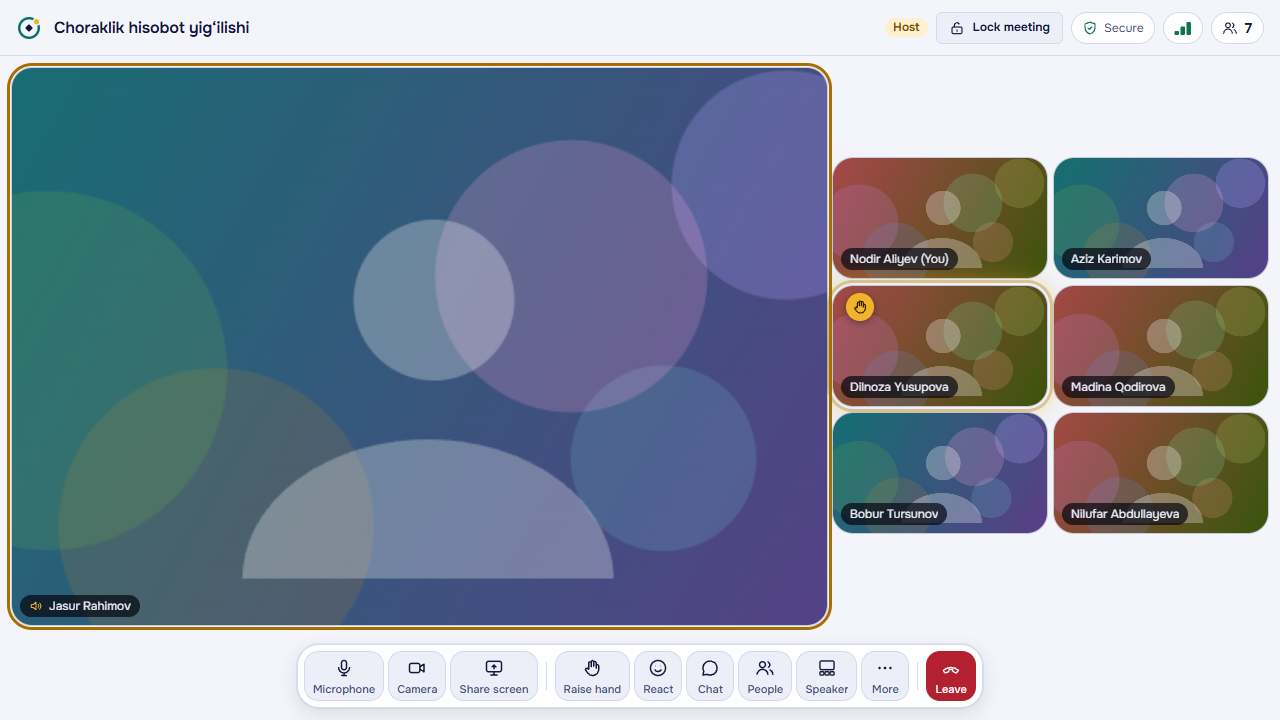 Choraklik hisobot yig‘ilishi
Host
Lock meeting
Secure
7
Jasur Rahimov
Nodir Aliyev (You)
Aziz Karimov
Dilnoza Yusupova
Madina Qodirova
Bobur Tursunov
Nilufar Abdullayeva
Microphone
Camera
Share screen
Raise hand
React
Chat
People
Speaker
More
Leave